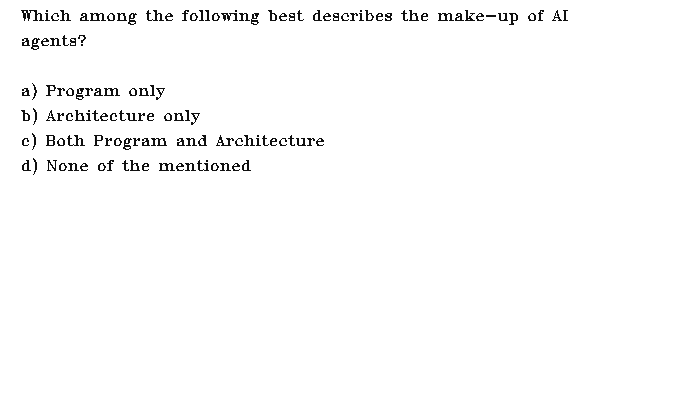 Which among the following best describes the make-up of AI
agents?
a) Program only
b) Architecture only
c) Both Program and Architecture
d) None of the mentioned